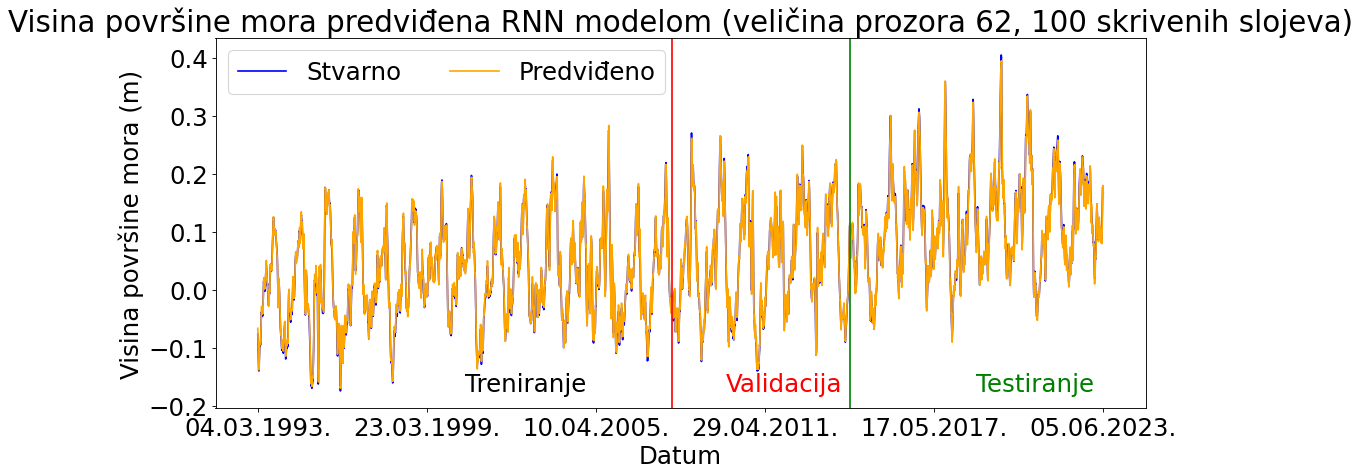 Visina površine mora predviđena RNN modelom (veličina prozora 62, 100 skrivenih slojeva)
Stvarno
Predviđeno
Visina površine mora (m)
0.4
0.3
0.2
0.1
0.0
−0.1
−0.2
Treniranje
Validacija
Testiranje
04.03.1993.
23.03.1999.
10.04.2005.
29.04.2011.
17.05.2017.
05.06.2023.
Datum